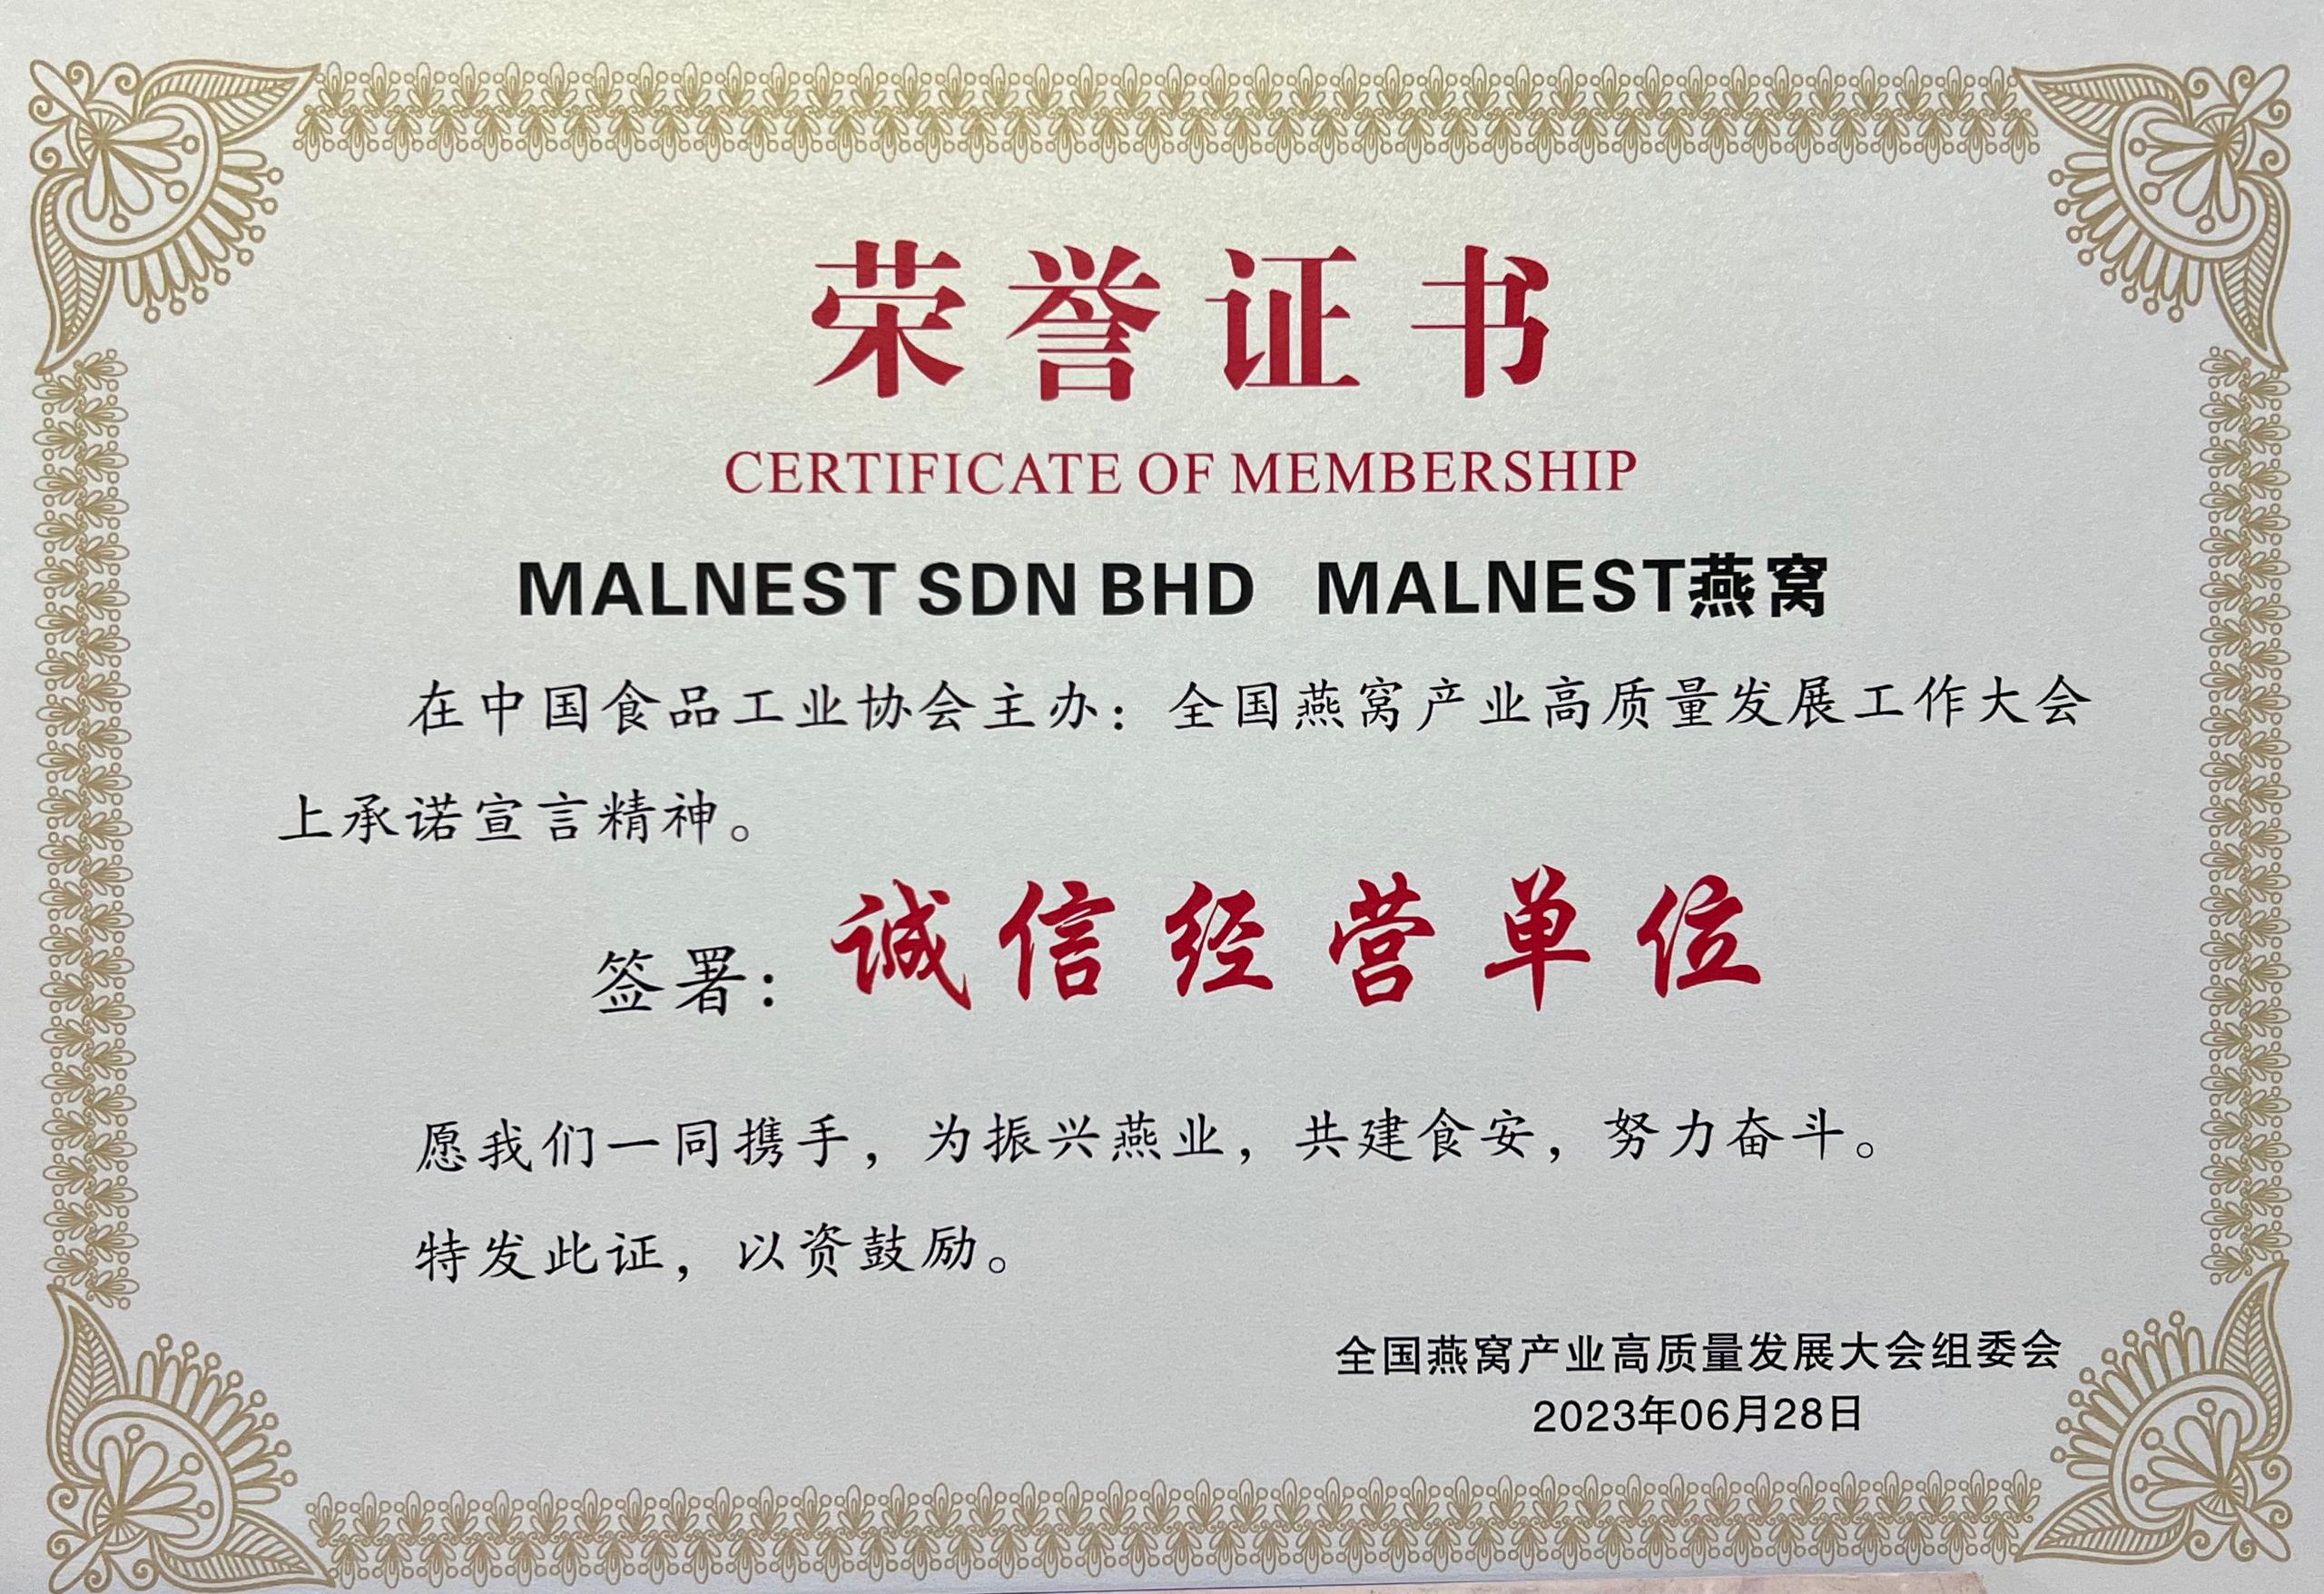 荣誉证书
CERTIFICATE OF MEMBERSHIP
MALNEST SDN BHD MALNEST燕窝
在中国食品工业协会主办：全国燕窝产业高质量发展工作大会
上承诺宣言精神。
签署：诚信经营单位
愿我们一同携手，为振兴燕业，共建食安，努力奋斗。
特发此证，以资鼓励。
全国燕窝产业高质量发展大会组委会
2023年06月28日